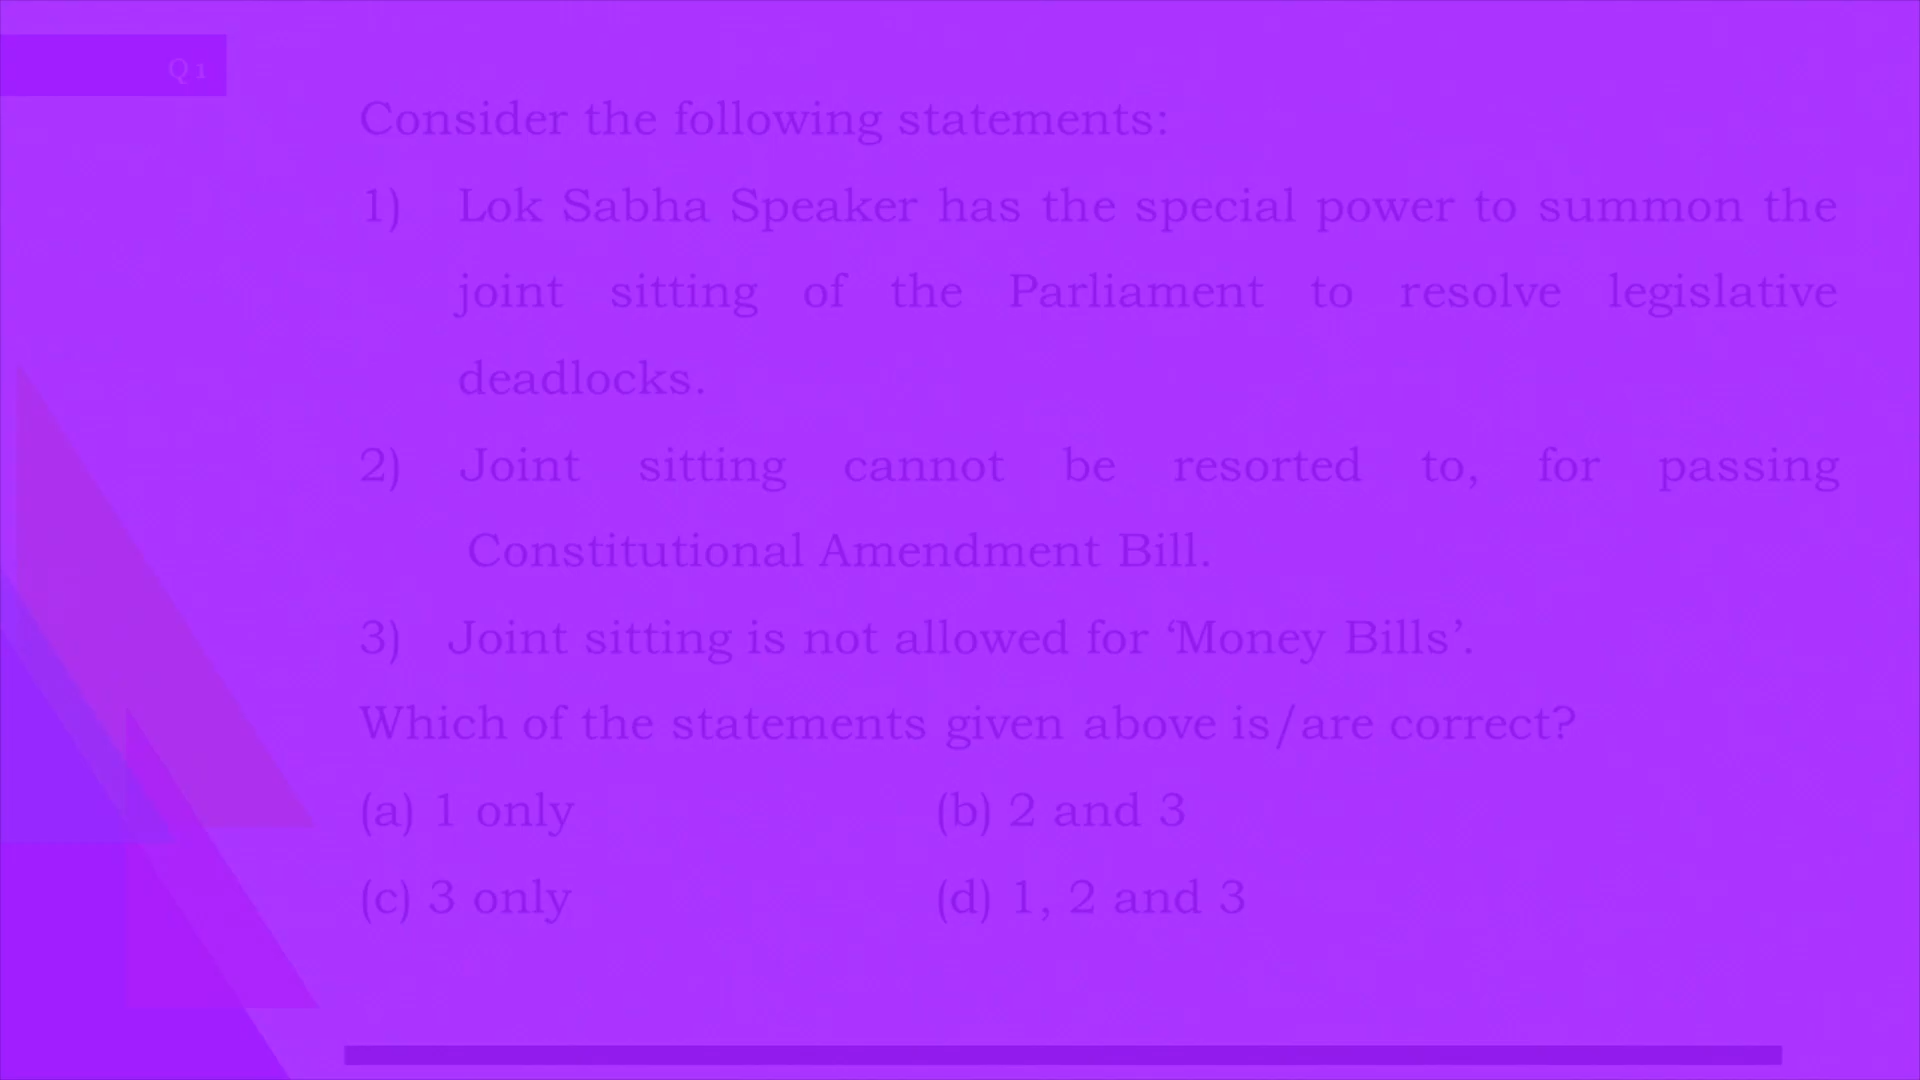 Q 1
Consider the following statements:
1) Lok Sabha Speaker has the special power to summon the
joint sitting of the Parliament to resolve legislative
deadlocks.
2) Joint sitting cannot be resorted to, for passing
Constitutional Amendment Bill.
3) Joint sitting is not allowed for ‘Money Bills’.
Which of the statements given above is/are correct?
(a) 1 only (b) 2 and 3
(c) 3 only (d) 1, 2 and 3